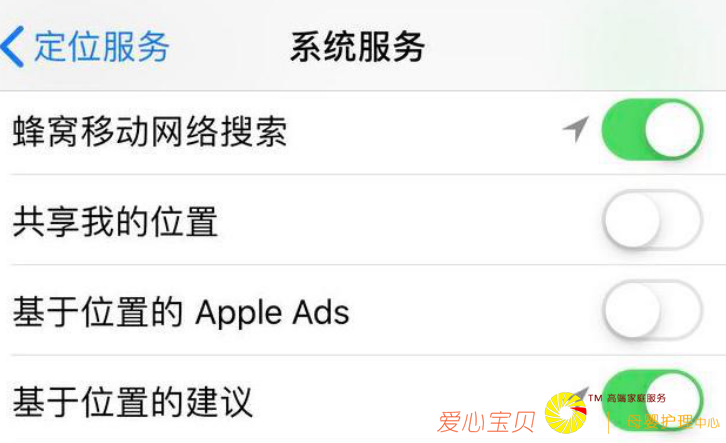 定位服务 系统服务
蜂窝移动网络搜索
共享我的位置
基于位置的 Apple Ads
基于位置的建议
爱心宝贝 TM 高端家庭服务
母婴护理中心